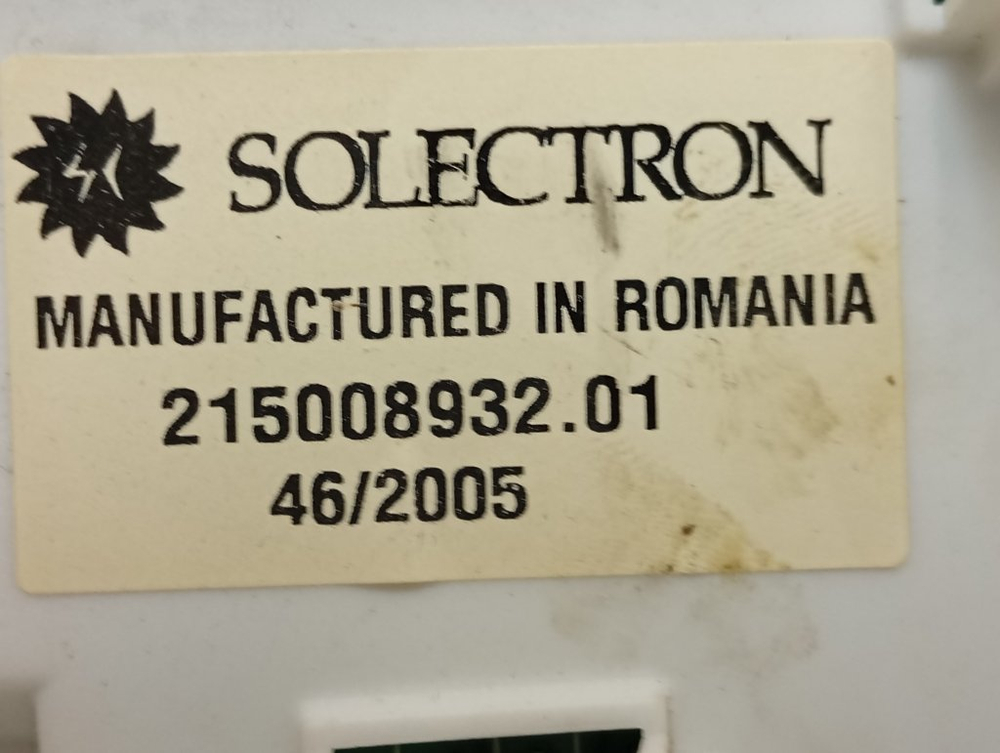 SOLECTRON
MANUFACTURED IN ROMANIA
215008932.01
46/2005